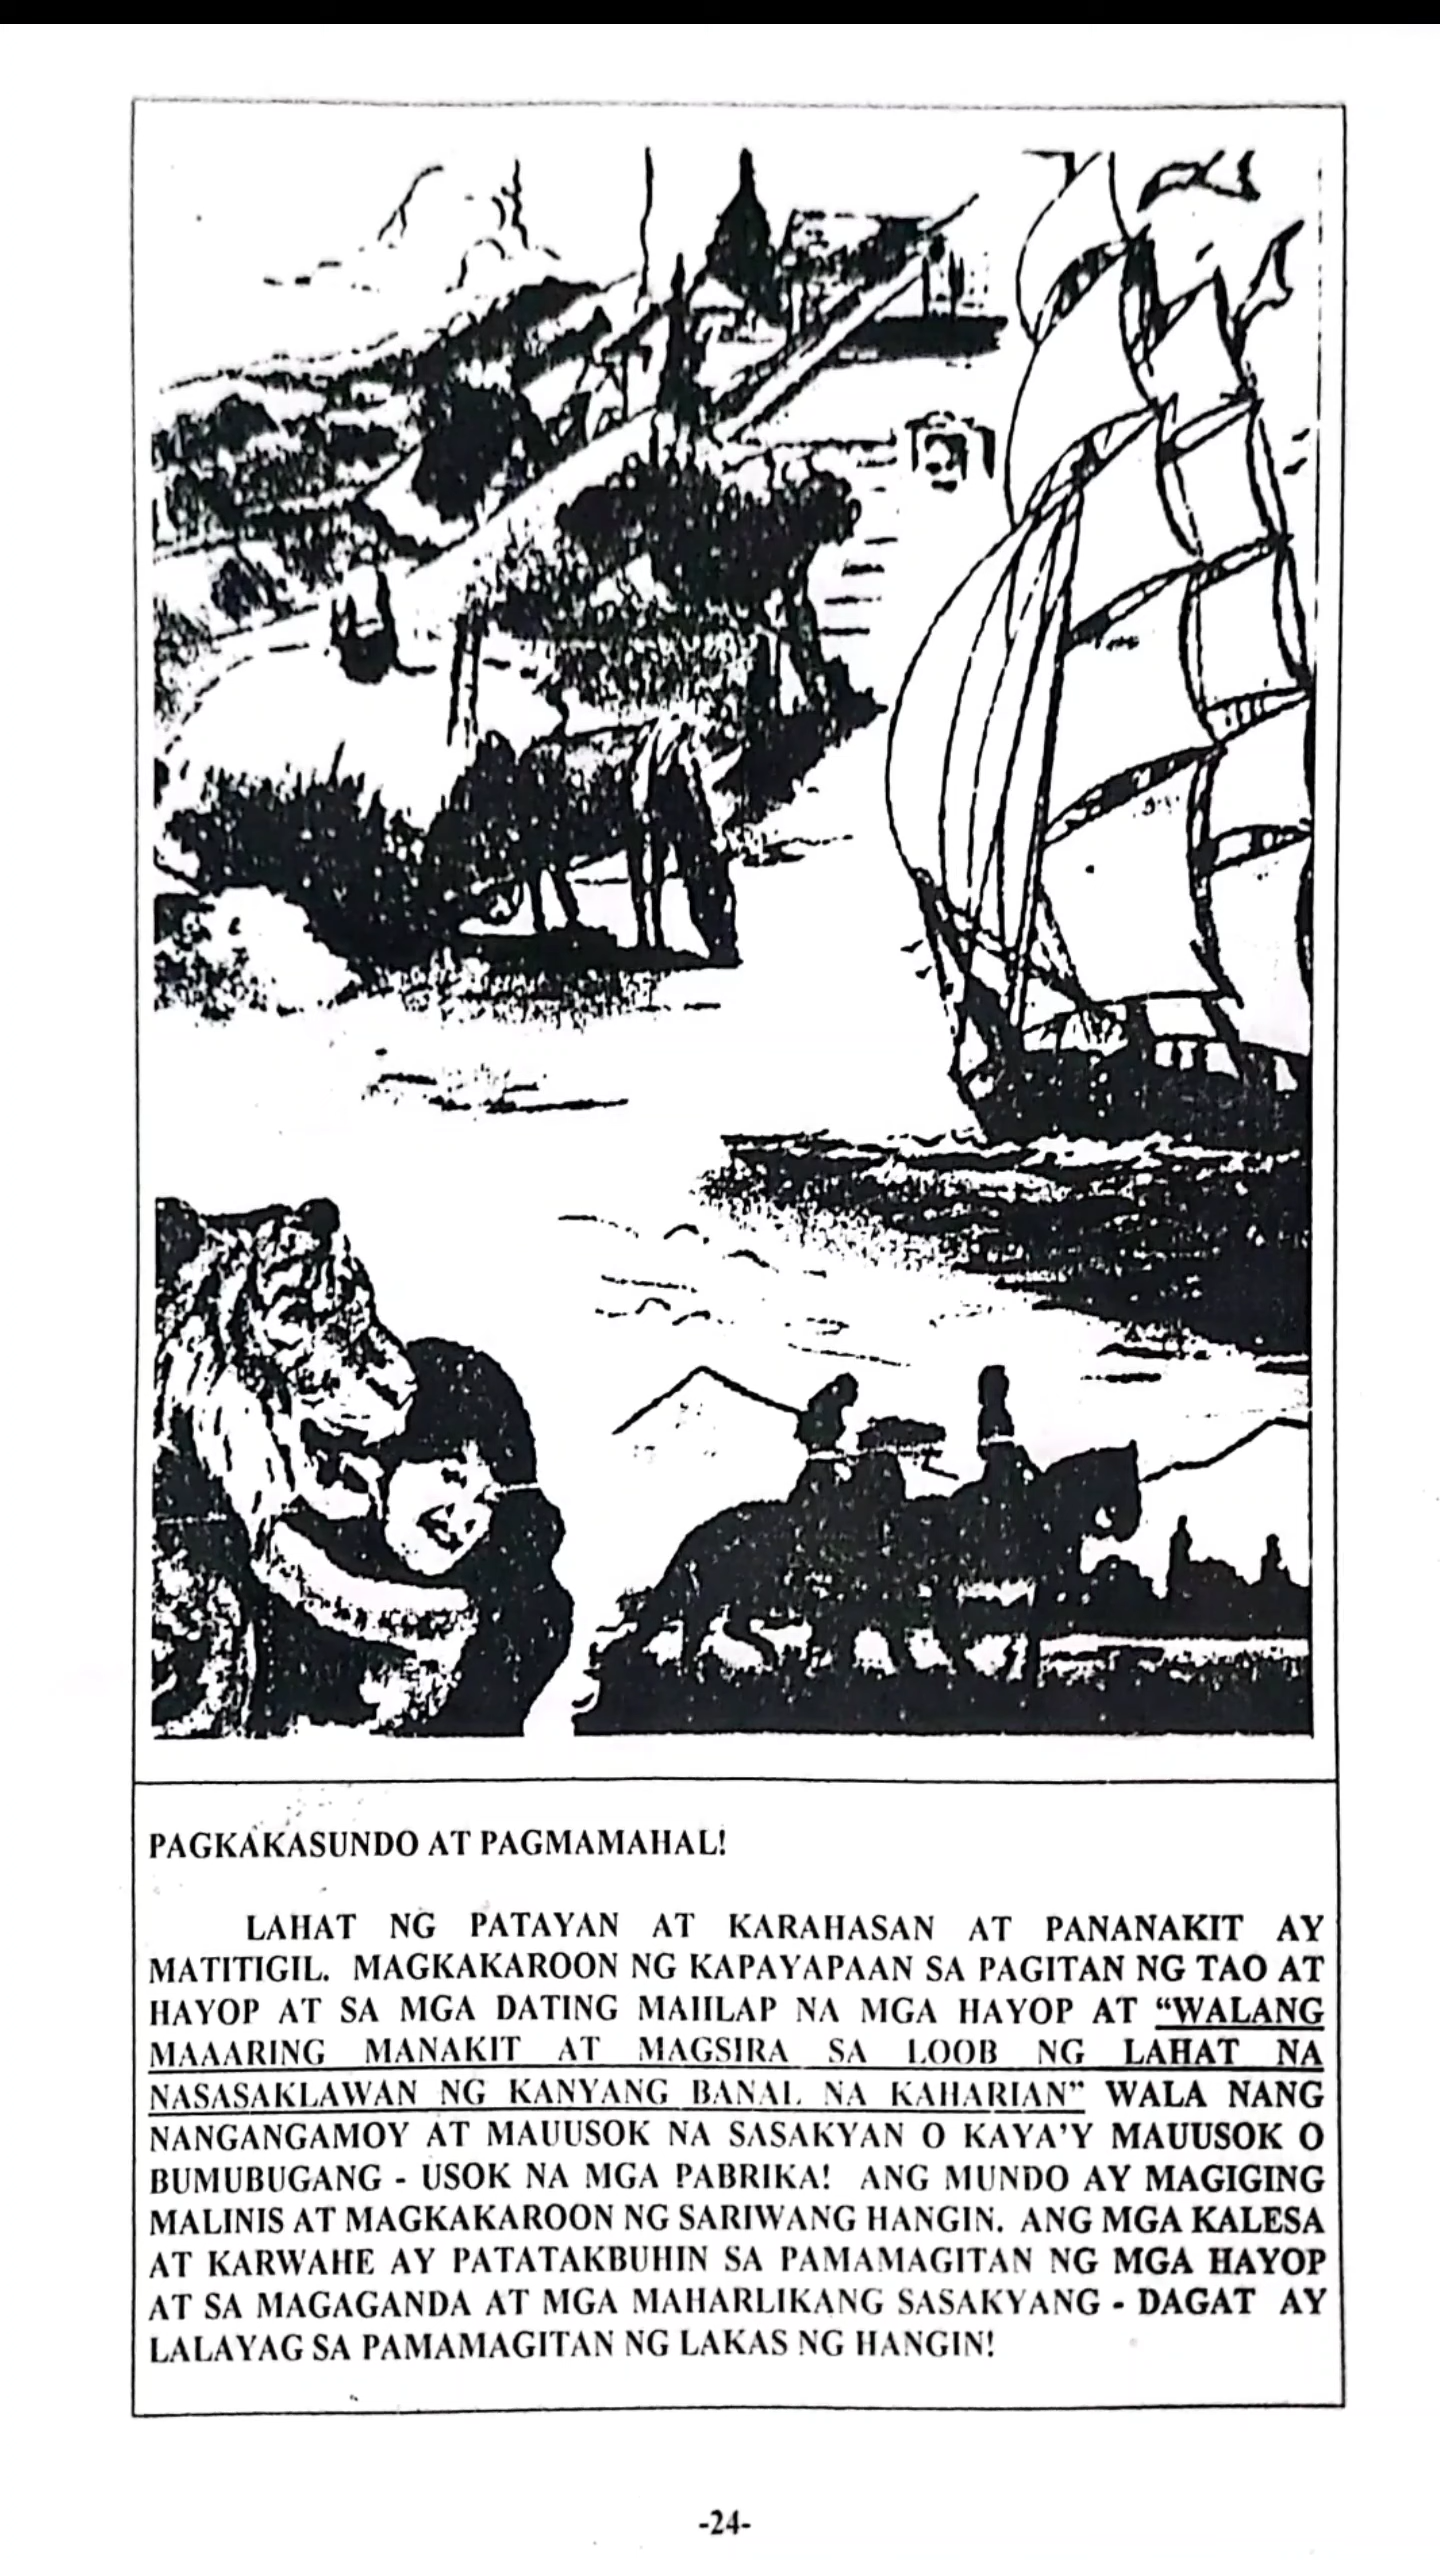 PAGKAKASUNDO AT PAGMAMAHAL!
LAHAT NG PATAYAN AT KARAHASAN AT PANANAKIT AY
MATITIGIL. MAGKAKAROON NG KAPAYAPAAN SA PAGITAN NG TAO AT
HAYOP AT SA MGA DATING MAIILAP NA MGA HAYOP AT “WALANG
MAAARING MANAKIT AT MAGSIRA SA LOOB NG LAHAT NA
NASASAKLAWAN NG KANYANG BANAL NA KAHARIAN” WALA NANG
NANGANGAMOY AT MAUUSOK NA SASAKYAN O KAYA’Y MAUUSOK O
BUMUBUGANG - USOK NA MGA PABRIKA! ANG MUNDO AY MAGIGING
MALINIS AT MAGKAKAROON NG SARIWANG HANGIN. ANG MGA KALESA
AT KARWAHE AY PATATAKBUHIN SA PAMAMAGITAN NG MGA HAYOP
AT SA MAGAGANDA AT MGA MAHARLIKANG SASAKYANG - DAGAT AY
LALAYAG SA PAMAMAGITAN NG LAKAS NG HANGIN!
-24-